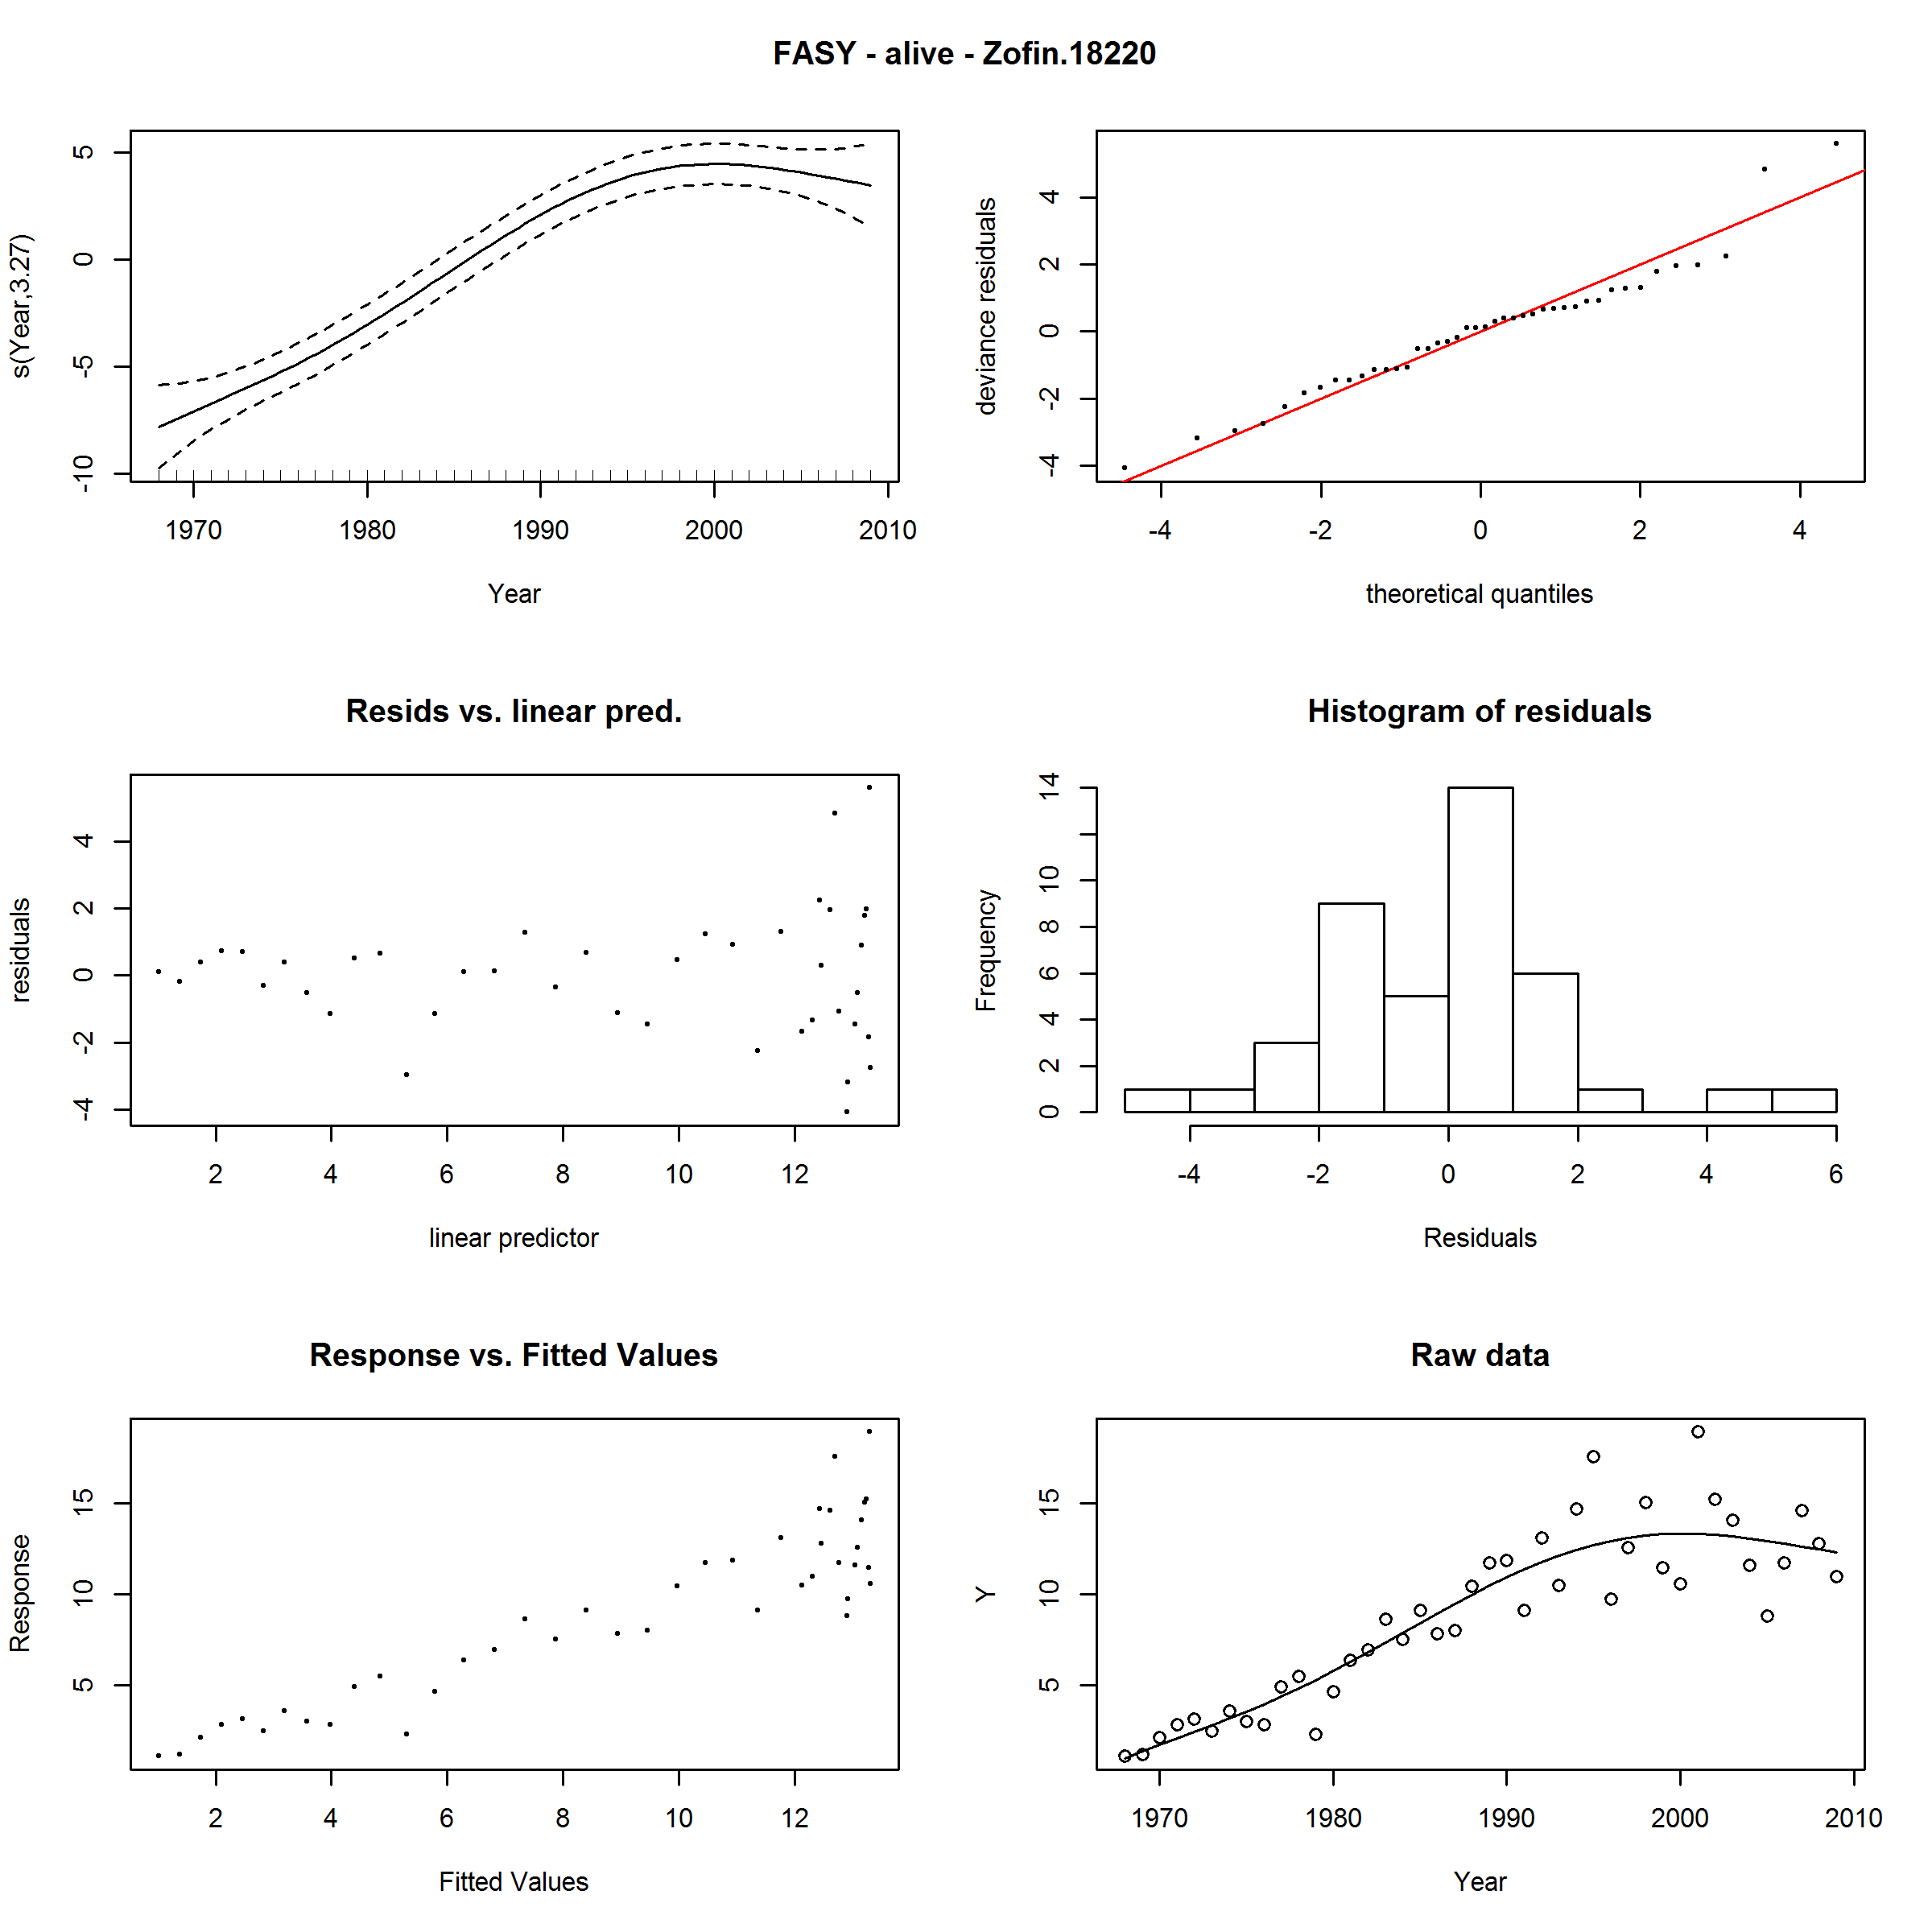 FASY - alive - Zofin.18220
s(Year,3.27)
5
0
-5
-10
1970 1980 1990 2000 2010
Year
deviance residuals
4
2
0
-2
-4
-4 -2 0 2 4
theoretical quantiles
Resids vs. linear pred.
residuals
4
2
0
-2
-4
2 4 6 8 10 12
linear predictor
Histogram of residuals
Frequency
14
10
8
6
4
2
0
-4 -2 0 2 4 6
Residuals
Response vs. Fitted Values
Response
15
10
5
2 4 6 8 10 12
Fitted Values
Raw data
Y
15
10
5
1970 1980 1990 2000 2010
Year